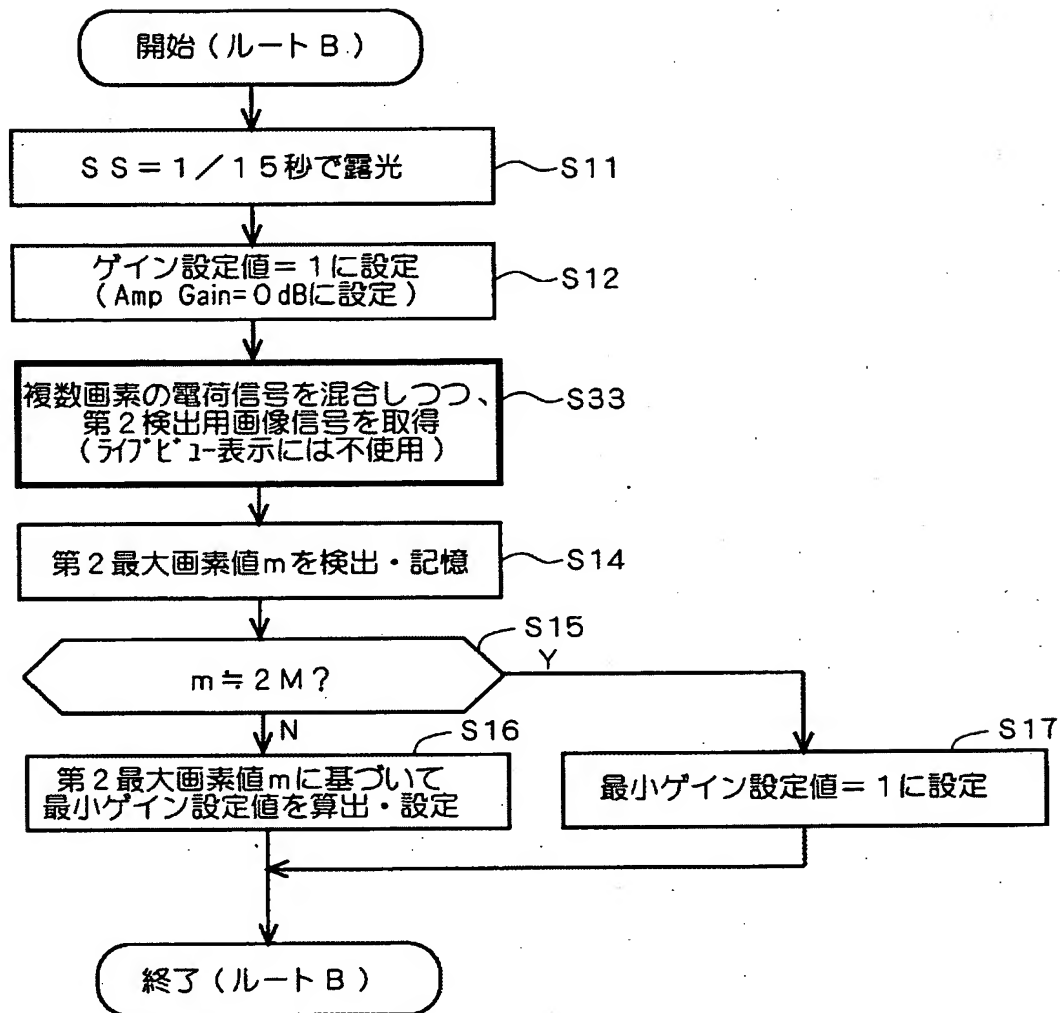 開始(ルートB)
SS=1/15秒で露光
S11
ゲイン設定値=1に設定
(Amp Gain=0dBに設定)
S12
複数画素の電荷信号を混合しつつ、
第2検出用画像信号を取得
(ライブビュー表示には不使用)
S33
第2最大画素値mを検出・記憶
S14
S15
m≒2M?
Y
N
S16
第2最大画素値mに基づいて
最小ゲイン設定値を算出・設定
S17
最小ゲイン設定値=1に設定
終了(ルートB)